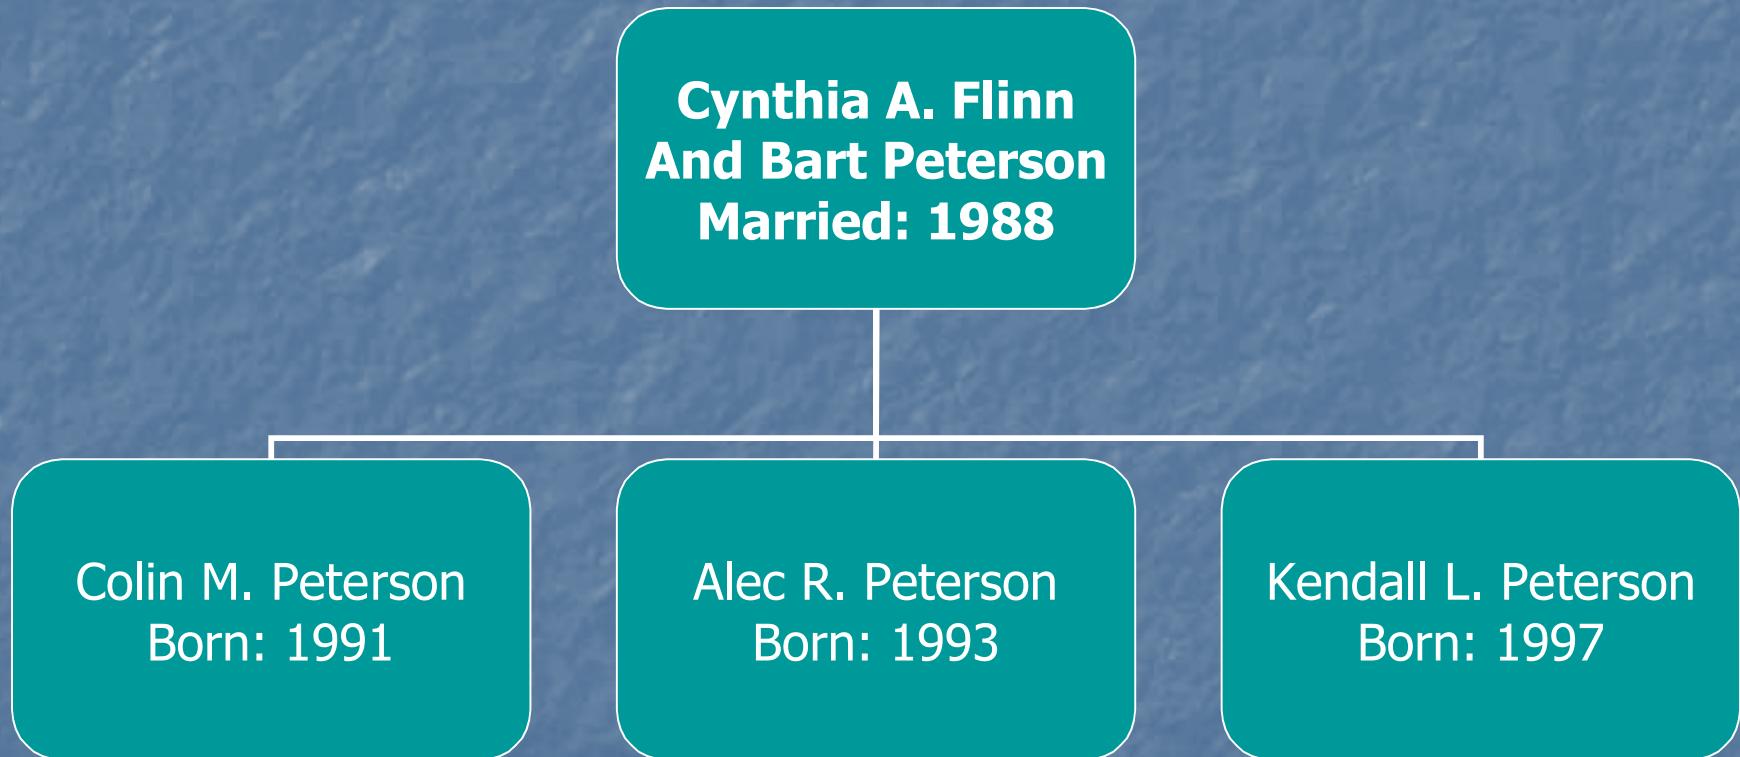 Cynthia A. Flinn
And Bart Peterson
Married: 1988
Colin M. Peterson
Born: 1991
Alec R. Peterson
Born: 1993
Kendall L. Peterson
Born: 1997